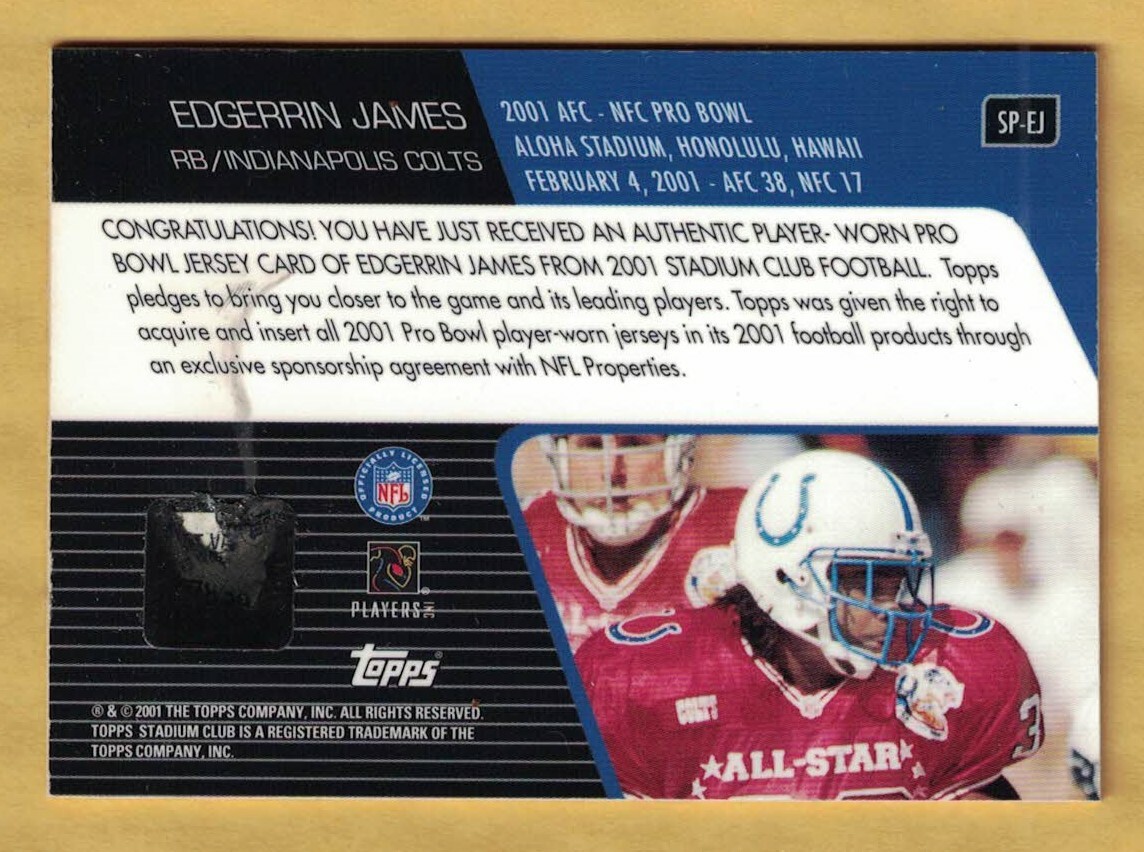 EDGERRIN JAMES
RB/INDIANAPOLIS COLTS
2001 AFC - NFC PRO BOWL
ALOHA STADIUM, HONOLULU, HAWAII
FEBRUARY 4, 2001 - AFC 38, NFC 17
SP-EJ
CONGRATULATIONS! YOU HAVE JUST RECEIVED AN AUTHENTIC PLAYER- WORN PRO
BOWL JERSEY CARD OF EDGERRIN JAMES FROM 2001 STADIUM CLUB FOOTBALL. Topps
pledges to bring you closer to the game and its leading players. Topps was given the right to
acquire and insert all 2001 Pro Bowl player-worn jerseys in its 2001 football products through
an exclusive sponsorship agreement with NFL Properties.
OFFICIALLY LICENSED
NFL
PRODUCT ™
PLAYERS INC ®
Topps®
® & © 2001 THE TOPPS COMPANY, INC. ALL RIGHTS RESERVED.
TOPPS STADIUM CLUB IS A REGISTERED TRADEMARK OF THE
TOPPS COMPANY, INC.
★ALL-STAR★
3